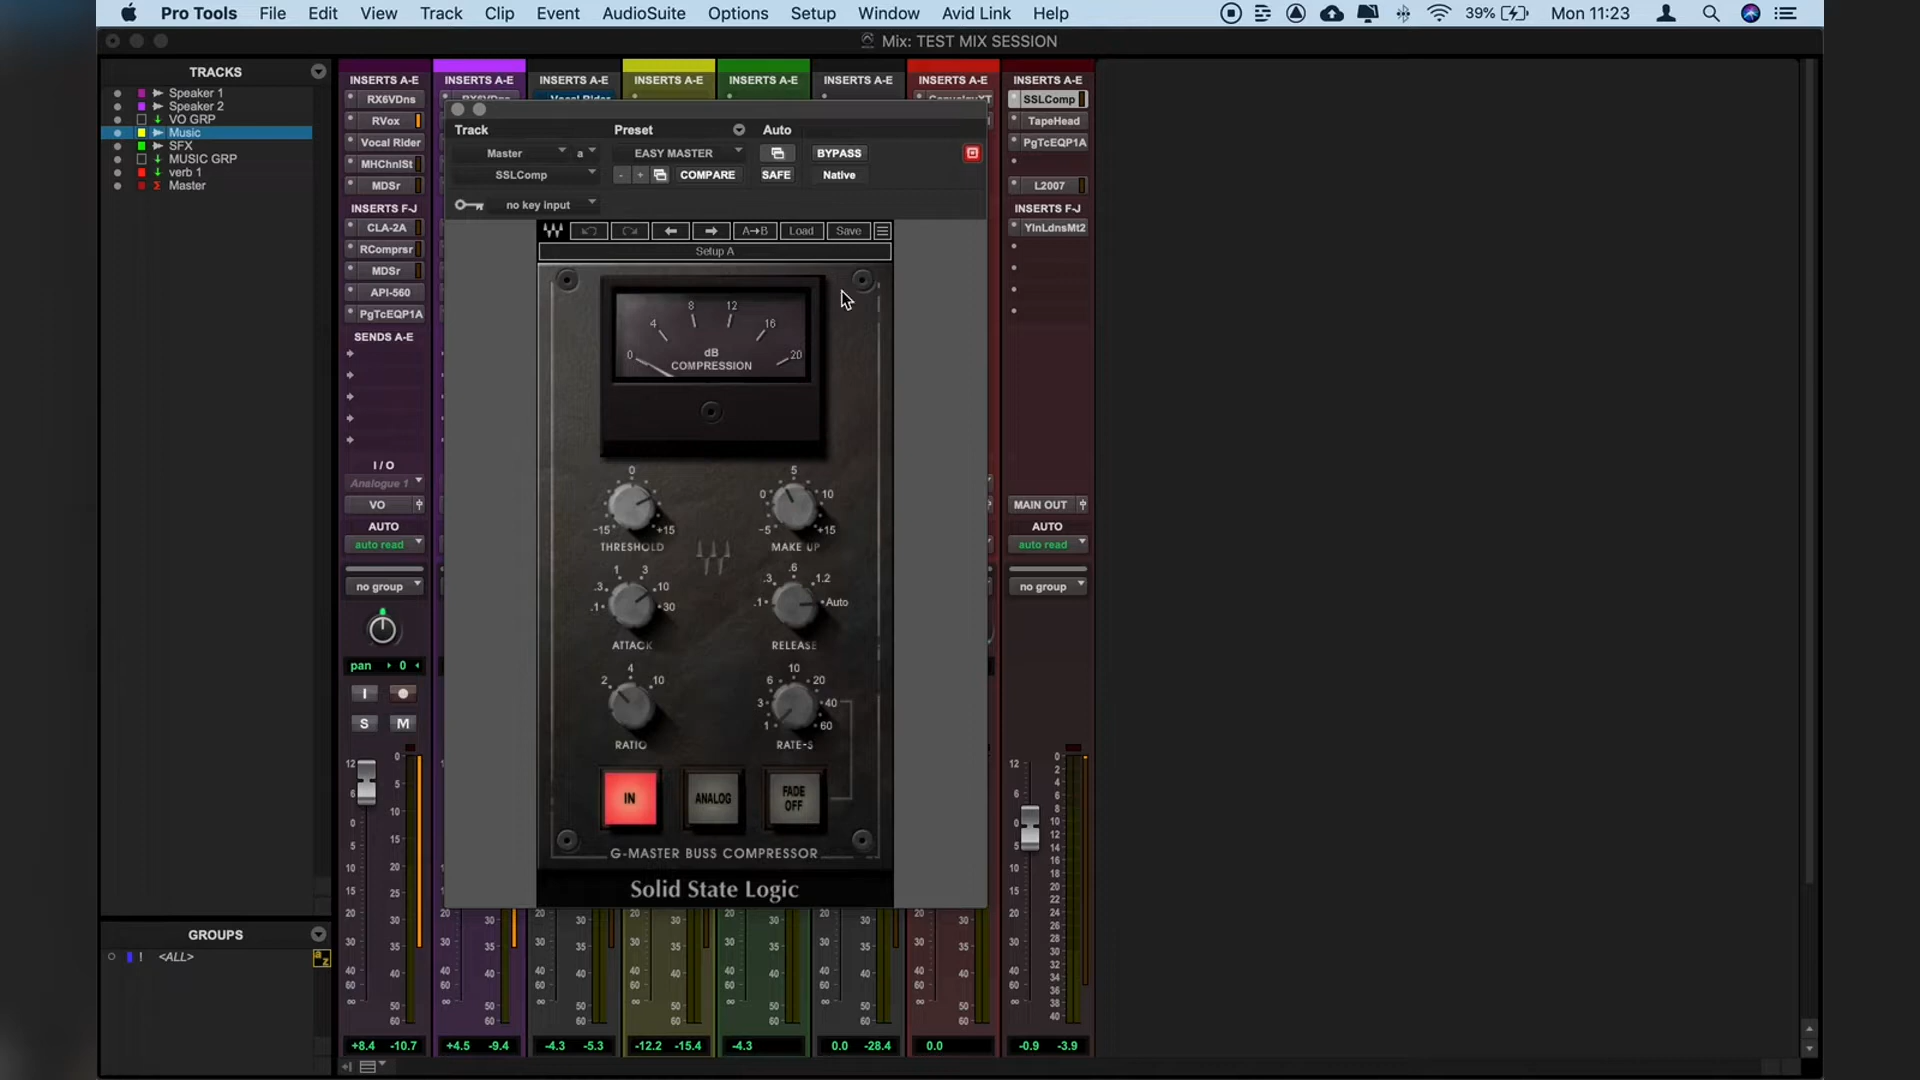 Pro Tools File Edit View Track Clip Event AudioSuite Options Setup Window Avid Link Help 39% Mon 11:23
Mix: TEST MIX SESSION
TRACKS
Speaker 1
Speaker 2
VO GRP
Music
SFX
MUSIC GRP
verb 1
Master
GROUPS
! <ALL>
a z
INSERTS A-E INSERTS A-E INSERTS A-E INSERTS A-E INSERTS A-E INSERTS A-E INSERTS A-E INSERTS A-E
RX6VDns
RVox
Vocal Rider
MHChnlSt
MDSr
INSERTS F-J
CLA-2A
RComprsr
MDSr
API-560
PgTcEQP1A
SENDS A-E
I / O
Analogue 1
VO
AUTO
auto read
no group
pan 0
I
S M
Track Preset Auto
Master a EASY MASTER BYPASS
SSLComp - + COMPARE SAFE Native
no key input
A→B Load Save
Setup A
0 4 8 12 16 20
dB
COMPRESSION
-15 0 +15
THRESHOLD
-5 0 5 10 +15
MAKE UP
.1 .3 1 3 10 30
ATTACK
.1 .3 .6 1.2 Auto
RELEASE
2 4 10
RATIO
1 3 6 10 20 40 60
RATE-S
IN ANALOG FADE OFF
G-MASTER BUSS COMPRESSOR
Solid State Logic
SSLComp
TapeHead
PgTcEQP1A
L2007
INSERTS F-J
YlnLdnsMt2
MAIN OUT
AUTO
auto read
no group
+8.4 -10.7 +4.5 -9.4 -4.3 -5.3 -12.2 -15.4 -4.3 0.0 -28.4 0.0 -0.9 -3.9